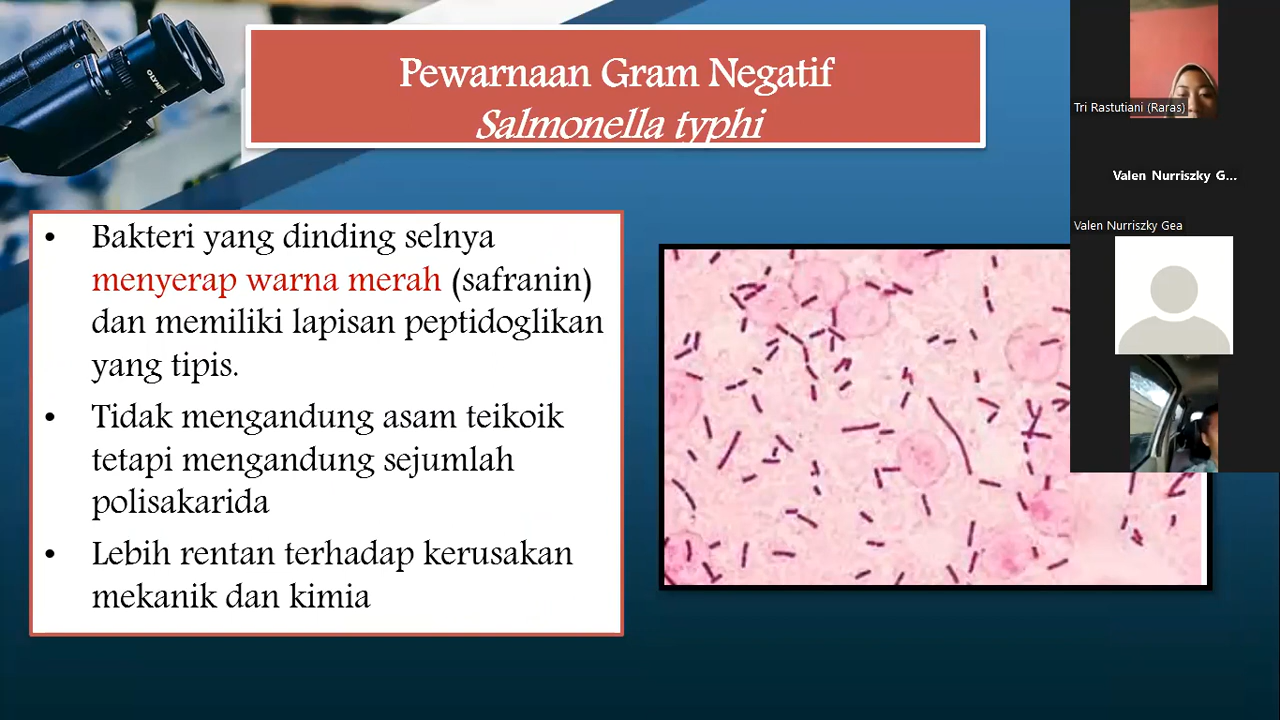 Pewarnaan Gram Negatif
Salmonella typhi
• Bakteri yang dinding selnya
menyerap warna merah (safranin)
dan memiliki lapisan peptidoglikan
yang tipis.
• Tidak mengandung asam teikoik
tetapi mengandung sejumlah
polisakarida
• Lebih rentan terhadap kerusakan
mekanik dan kimia
OLYMPUS
Tri Rastutiani (Raras)
Valen Nurriszky G...
Valen Nurriszky Gea